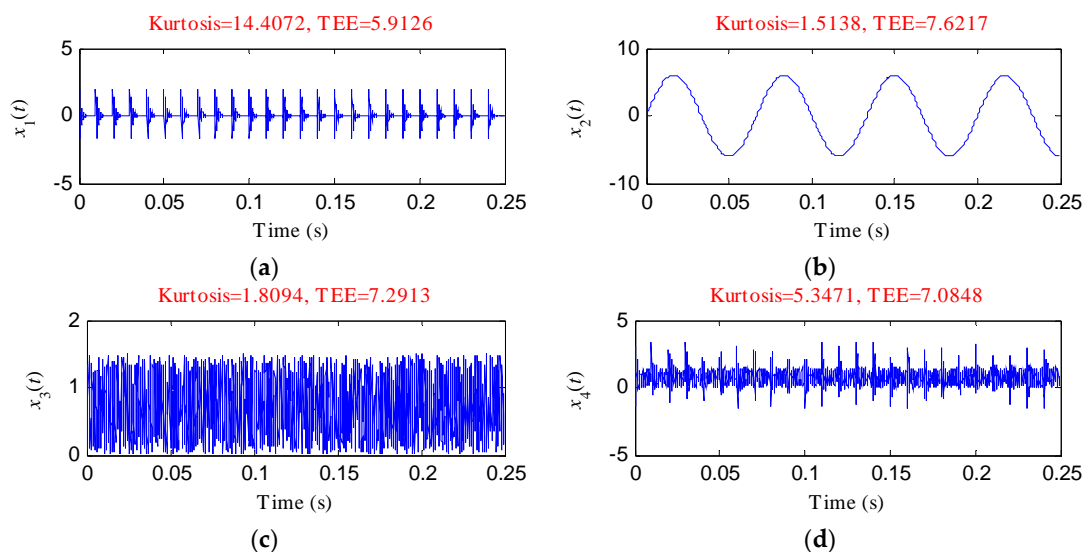 Kurtosis=14.4072, TEE=5.9126
5
0
-5
x1(t)
0 0.05 0.1 0.15 0.2 0.25
Time (s)
(a)
Kurtosis=1.5138, TEE=7.6217
10
0
-10
x2(t)
0 0.05 0.1 0.15 0.2 0.25
Time (s)
(b)
Kurtosis=1.8094, TEE=7.2913
2
1
0
x3(t)
0 0.05 0.1 0.15 0.2 0.25
Time (s)
(c)
Kurtosis=5.3471, TEE=7.0848
5
0
-5
x4(t)
0 0.05 0.1 0.15 0.2 0.25
Time (s)
(d)